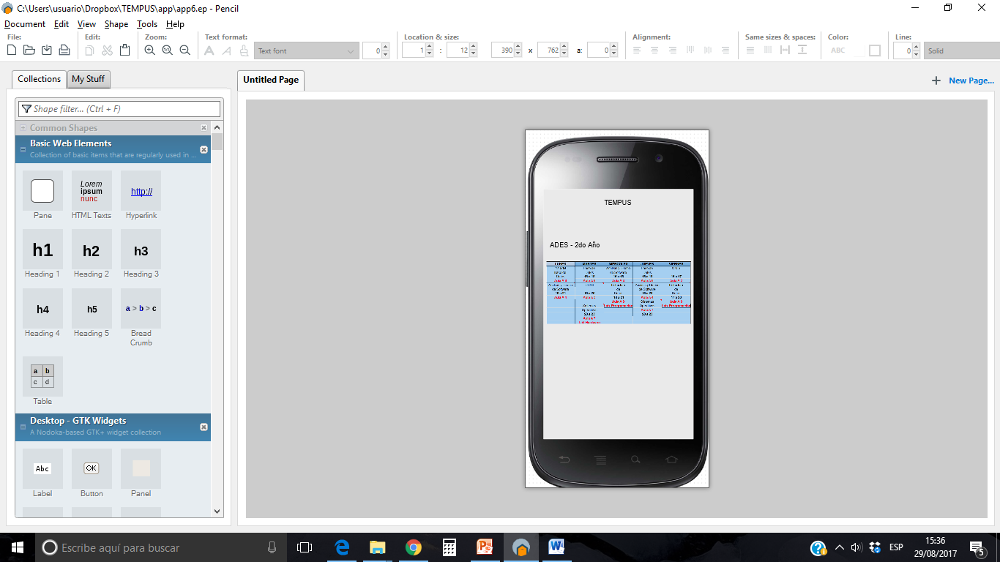 C:\Users\usuario\Dropbox\TEMPUS\app\app6.ep - Pencil
Document Edit View Shape Tools Help
File: Edit: Zoom: Text format: Location & size: Alignment: Same sizes & spaces: Color: Line:
Text font 0 1 : 12 390 x 762 a: 0 ABC 0 Solid
Collections My Stuff
Untitled Page
New Page...
Shape filter... (Ctrl + F)
Common Shapes
Basic Web Elements
Collection of basic items that are regularly used in ...
Lorem
ipsum
nunc
http://
Pane HTML Texts Hyperlink
h1 h2 h3
Heading 1 Heading 2 Heading 3
h4 h5 a > b > c
Heading 4 Heading 5 Bread
Crumb
a b
c d
Table
Desktop - GTK Widgets
A Nodoka-based GTK+ widget collection
Abc OK
Label Button Panel
TEMPUS
ADES - 2do Año
LUNES MARTES MIERCOLES JUEVES VIERNES
Escribe aquí para buscar
ESP
15:36
29/08/2017
5